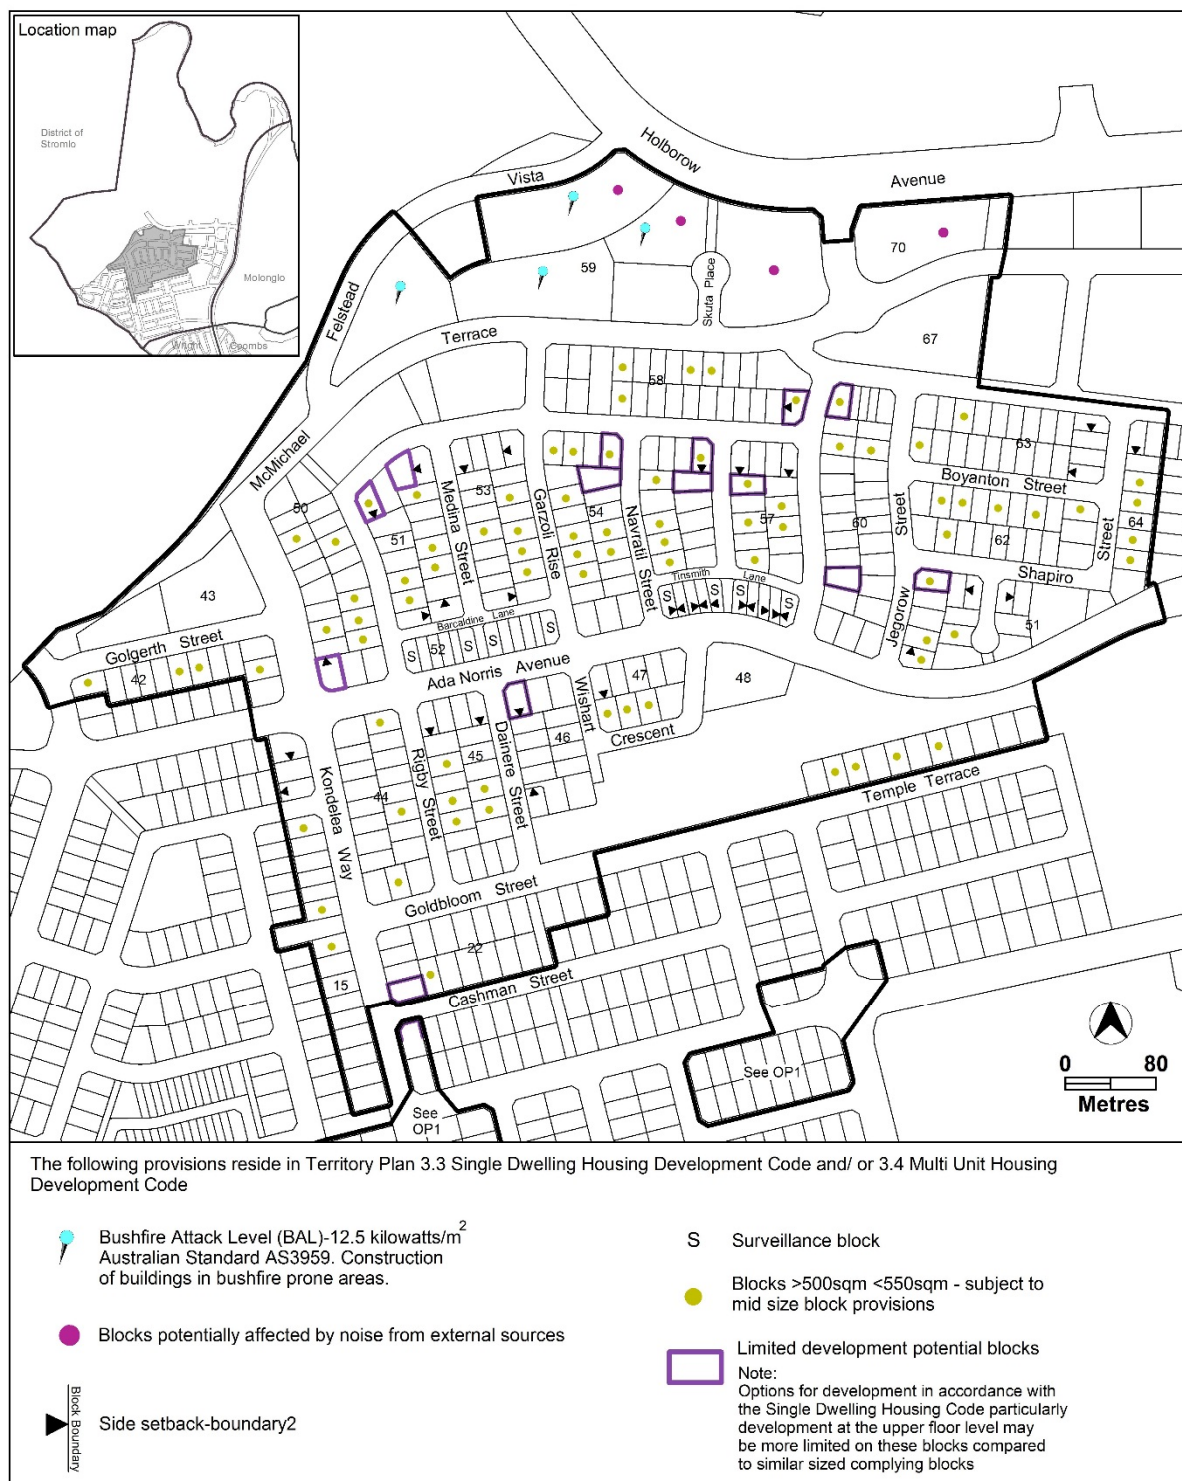 Location map
District of
Stromlo
Molonglo
Wright
Coombs
Holborow
Vista
Avenue
70
59
Skuta Place
Felstead
Terrace
67
58
McMichael
63
Boyanton Street
50
Medina Street
53
Garzoli Rise
54
Navratil Street
57
60
Street
62
Street
64
51
Tinsmith Lane
Shapiro
43
Barcaldine Lane
S
S
S
S
S
S
S
S
52
Jegorow
51
Golgerth Street
42
Ada Norris Avenue
47
48
Wishart
Crescent
46
45
Dainere Street
Rigby Street
44
Kondelea Way
Temple Terrace
Goldbloom Street
22
15
Cashman Street
See OP1
See
OP1
0 80
Metres
The following provisions reside in Territory Plan 3.3 Single Dwelling Housing Development Code and/ or 3.4 Multi Unit Housing
Development Code
Bushfire Attack Level (BAL)-12.5 kilowatts/m2
Australian Standard AS3959. Construction
of buildings in bushfire prone areas.
Blocks potentially affected by noise from external sources
Block Boundary
Side setback-boundary2
S Surveillance block
Blocks >500sqm <550sqm - subject to
mid size block provisions
Limited development potential blocks
Note:
Options for development in accordance with
the Single Dwelling Housing Code particularly
development at the upper floor level may
be more limited on these blocks compared
to similar sized complying blocks